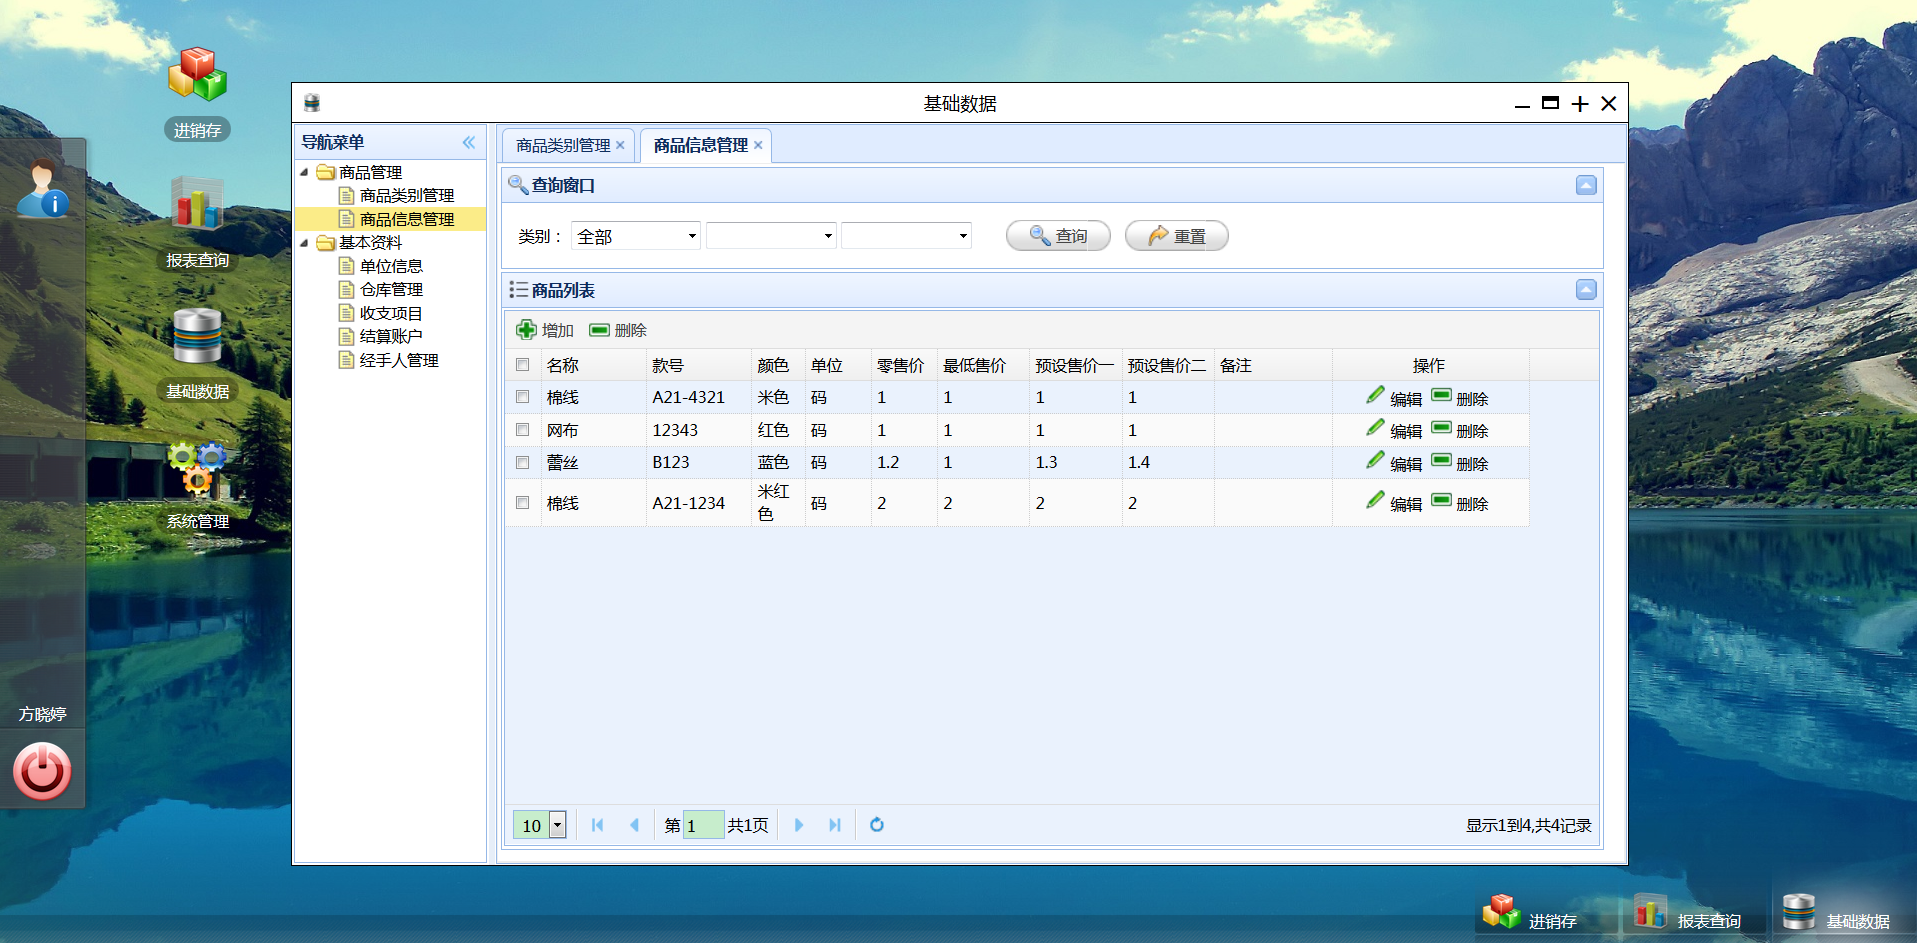 进销存
报表查询
基础数据
系统管理
方晓婷
基础数据
导航菜单
商品管理
商品类别管理
商品信息管理
基本资料
单位信息
仓库管理
收支项目
结算账户
经手人管理
商品类别管理 商品信息管理
查询窗口
类别： 全部 查询 重置
商品列表
增加 删除
名称 款号 颜色 单位 零售价 最低售价 预设售价一 预设售价二 备注 操作
棉线 A21-4321 米色 码 1 1 1 1 编辑 删除
网布 12343 红色 码 1 1 1 1 编辑 删除
蕾丝 B123 蓝色 码 1.2 1 1.3 1.4 编辑 删除
棉线 A21-1234 米红色 码 2 2 2 2 编辑 删除
10 第 1 共1页 显示1到4,共4记录
进销存 报表查询 基础数据